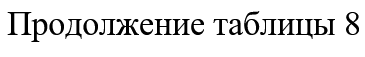 Продолжение таблицы 8